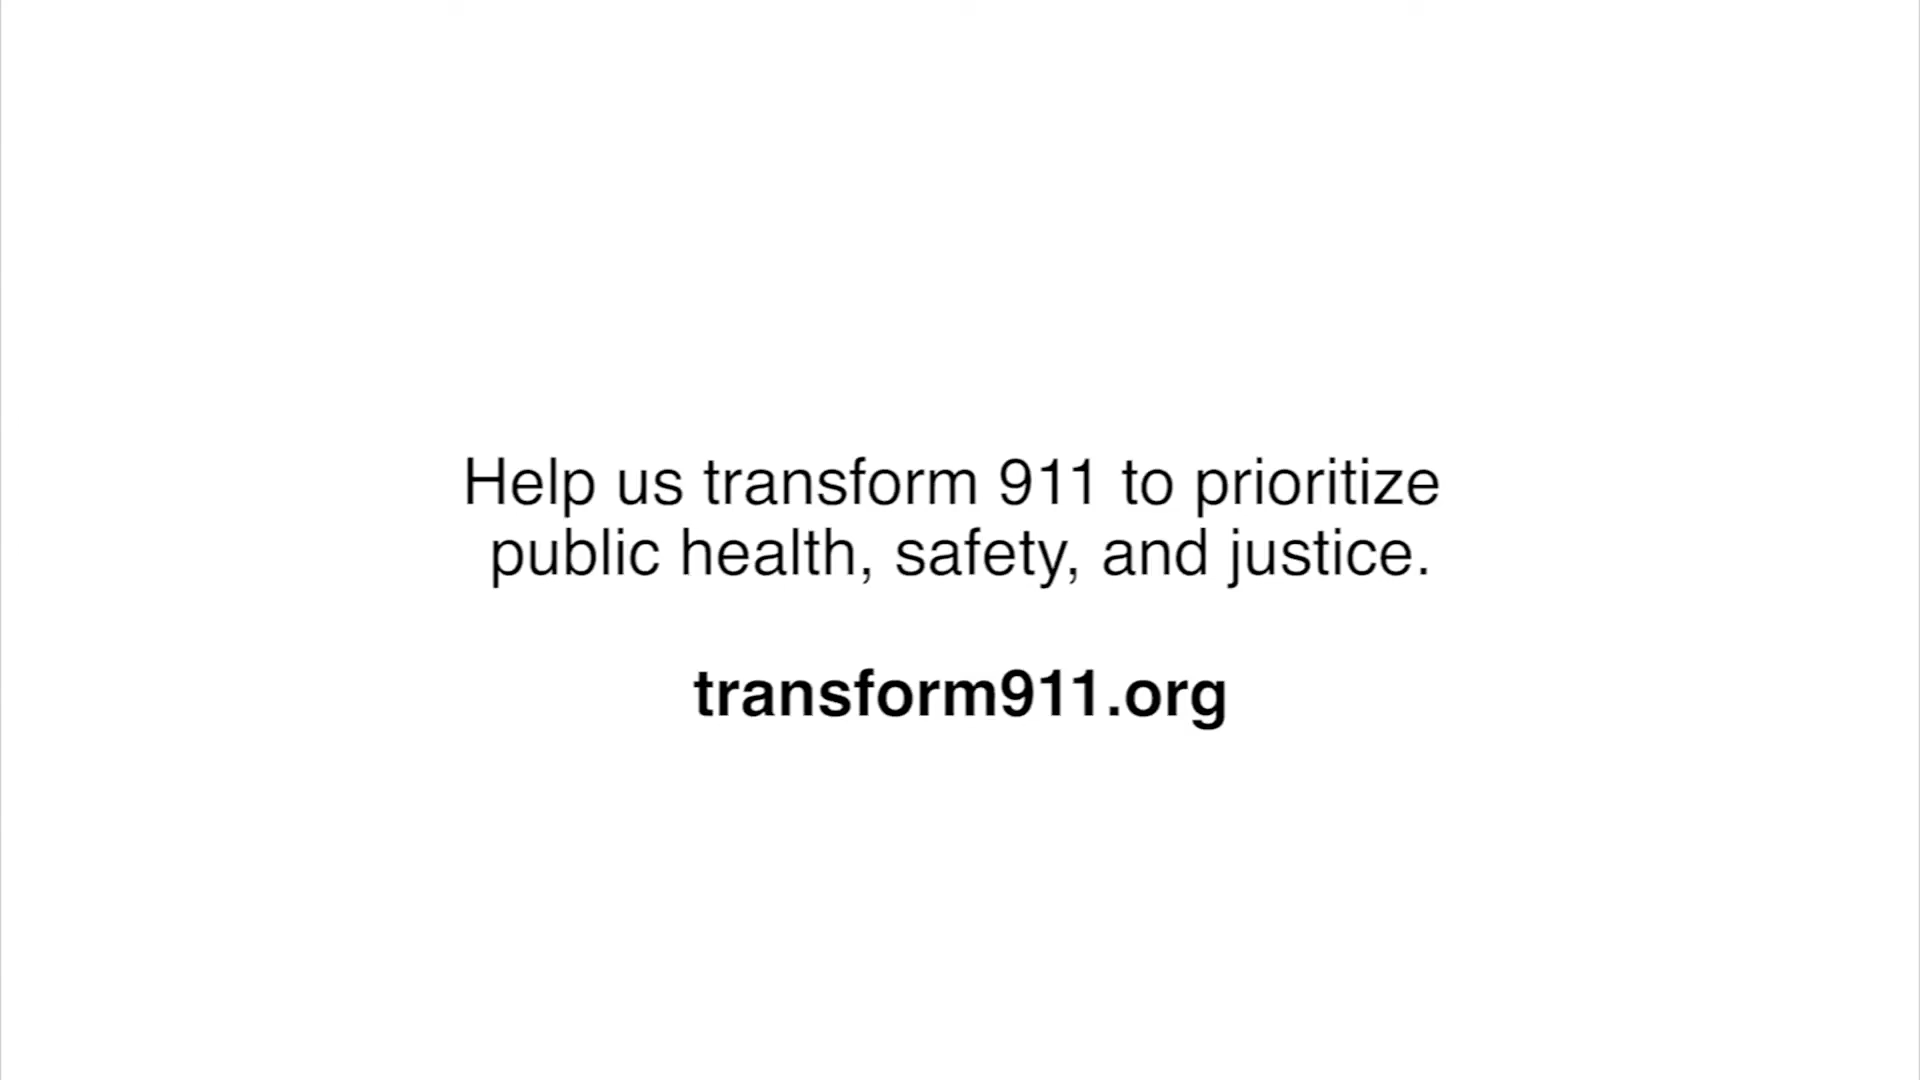 Help us transform 911 to prioritize
public health, safety, and justice.
transform911.org